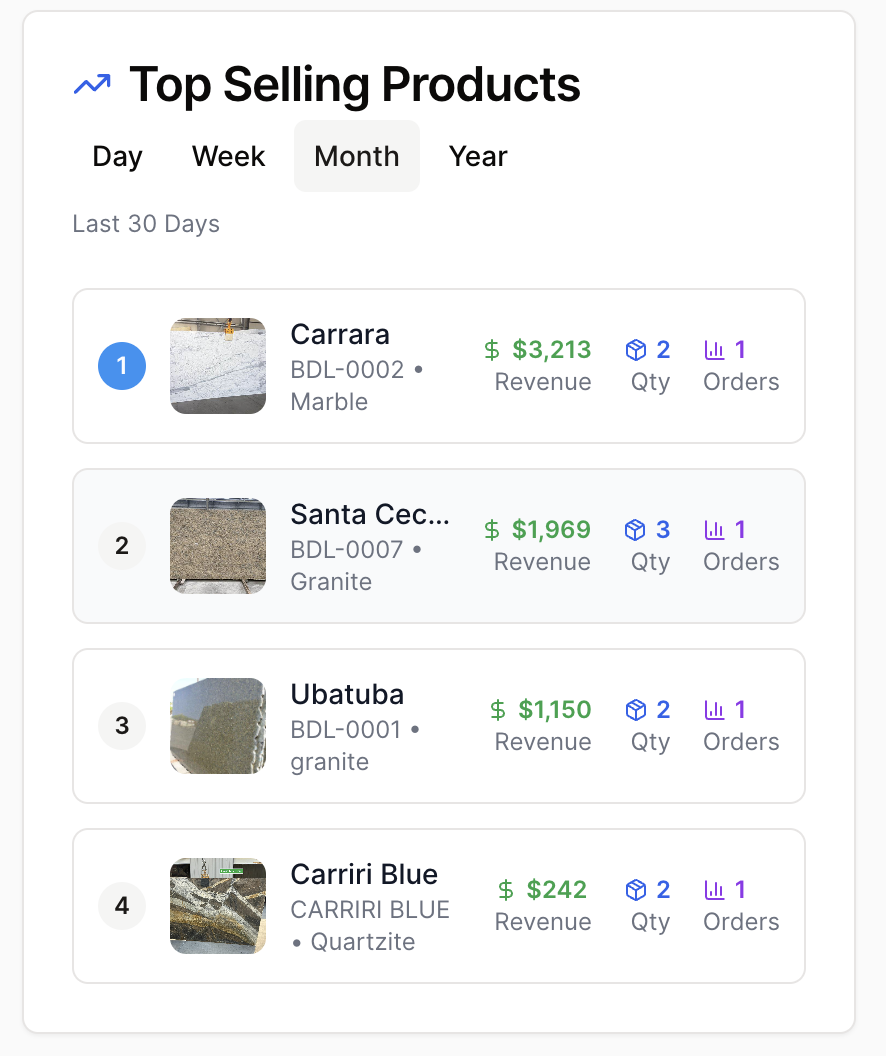 Top Selling Products
Day Week Month Year
Last 30 Days
1
Carrara
BDL-0002 •
Marble
$3,213
Revenue
2
Qty
1
Orders
2
Santa Cec...
BDL-0007 •
Granite
$1,969
Revenue
3
Qty
1
Orders
3
Ubatuba
BDL-0001 •
granite
$1,150
Revenue
2
Qty
1
Orders
4
Carriri Blue
CARRIRI BLUE
• Quartzite
$242
Revenue
2
Qty
1
Orders